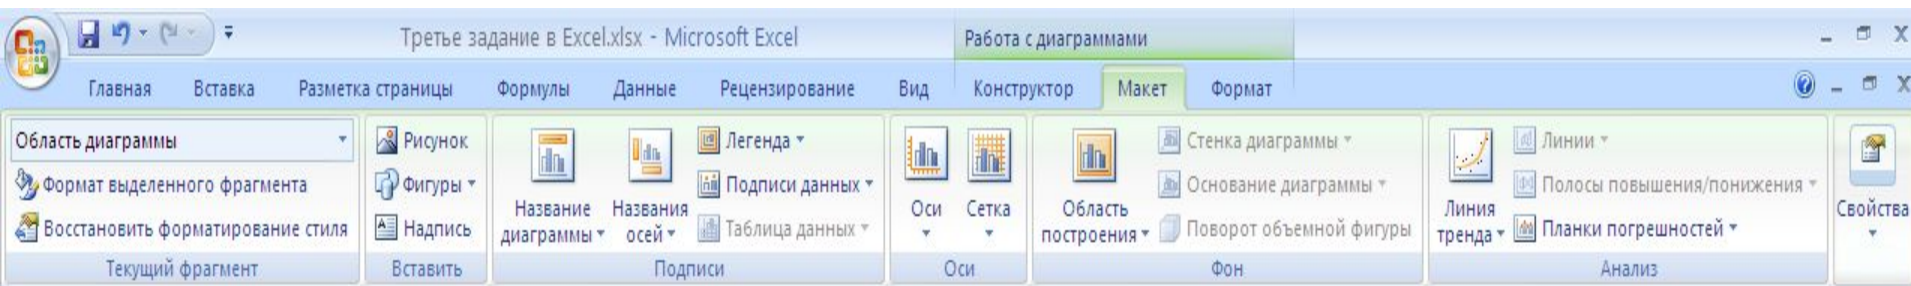 Третье задание в Excel.xlsx - Microsoft Excel
Работа с диаграммами
Главная Вставка Разметка страницы Формулы Данные Рецензирование Вид Конструктор Макет Формат
Область диаграммы
Формат выделенного фрагмента
Восстановить форматирование стиля
Текущий фрагмент
Рисунок
Фигуры
Надпись
Вставить
Название
диаграммы
Названия
осей
Легенда
Подписи данных
Таблица данных
Подписи
Оси
Сетка
Оси
Область
построения
Стенка диаграммы
Основание диаграммы
Поворот объемной фигуры
Фон
Линия
тренда
Линии
Полосы повышения/понижения
Планки погрешностей
Анализ
Свойства